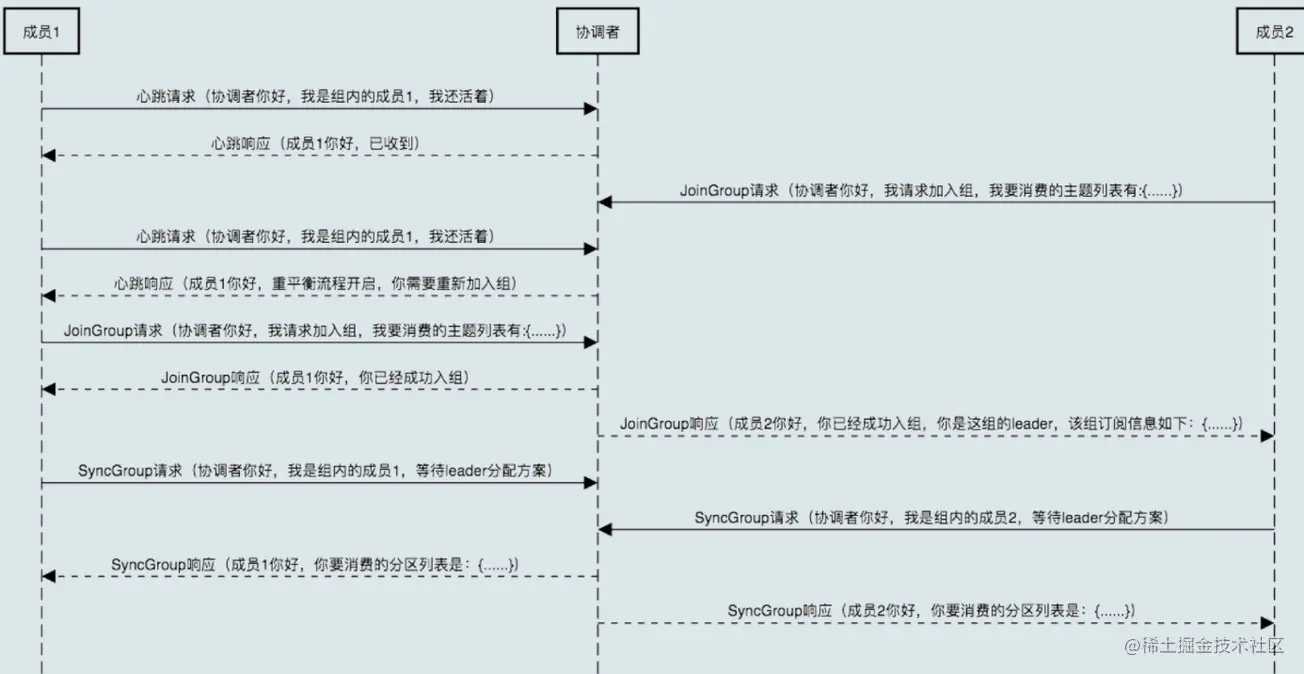 成员1
协调者
成员2
心跳请求（协调者你好，我是组内的成员1，我还活着）
心跳响应（成员1你好，已收到）
JoinGroup请求（协调者你好，我请求加入组，我要消费的主题列表有:{......}）
心跳请求（协调者你好，我是组内的成员1，我还活着）
心跳响应（成员1你好，重平衡流程开启，你需要重新加入组）
JoinGroup请求（协调者你好，我请求加入组，我要消费的主题列表有:{......}）
JoinGroup响应（成员1你好，你已经成功入组）
JoinGroup响应（成员2你好，你已经成功入组，你是这组的leader，该组订阅信息如下：{......}）
SyncGroup请求（协调者你好，我是组内的成员1，等待leader分配方案）
SyncGroup请求（协调者你好，我是组内的成员2，等待leader分配方案）
SyncGroup响应（成员1你好，你要消费的分区列表是：{......}）
SyncGroup响应（成员2你好，你要消费的分区列表是：{......}）
@稀土掘金技术社区